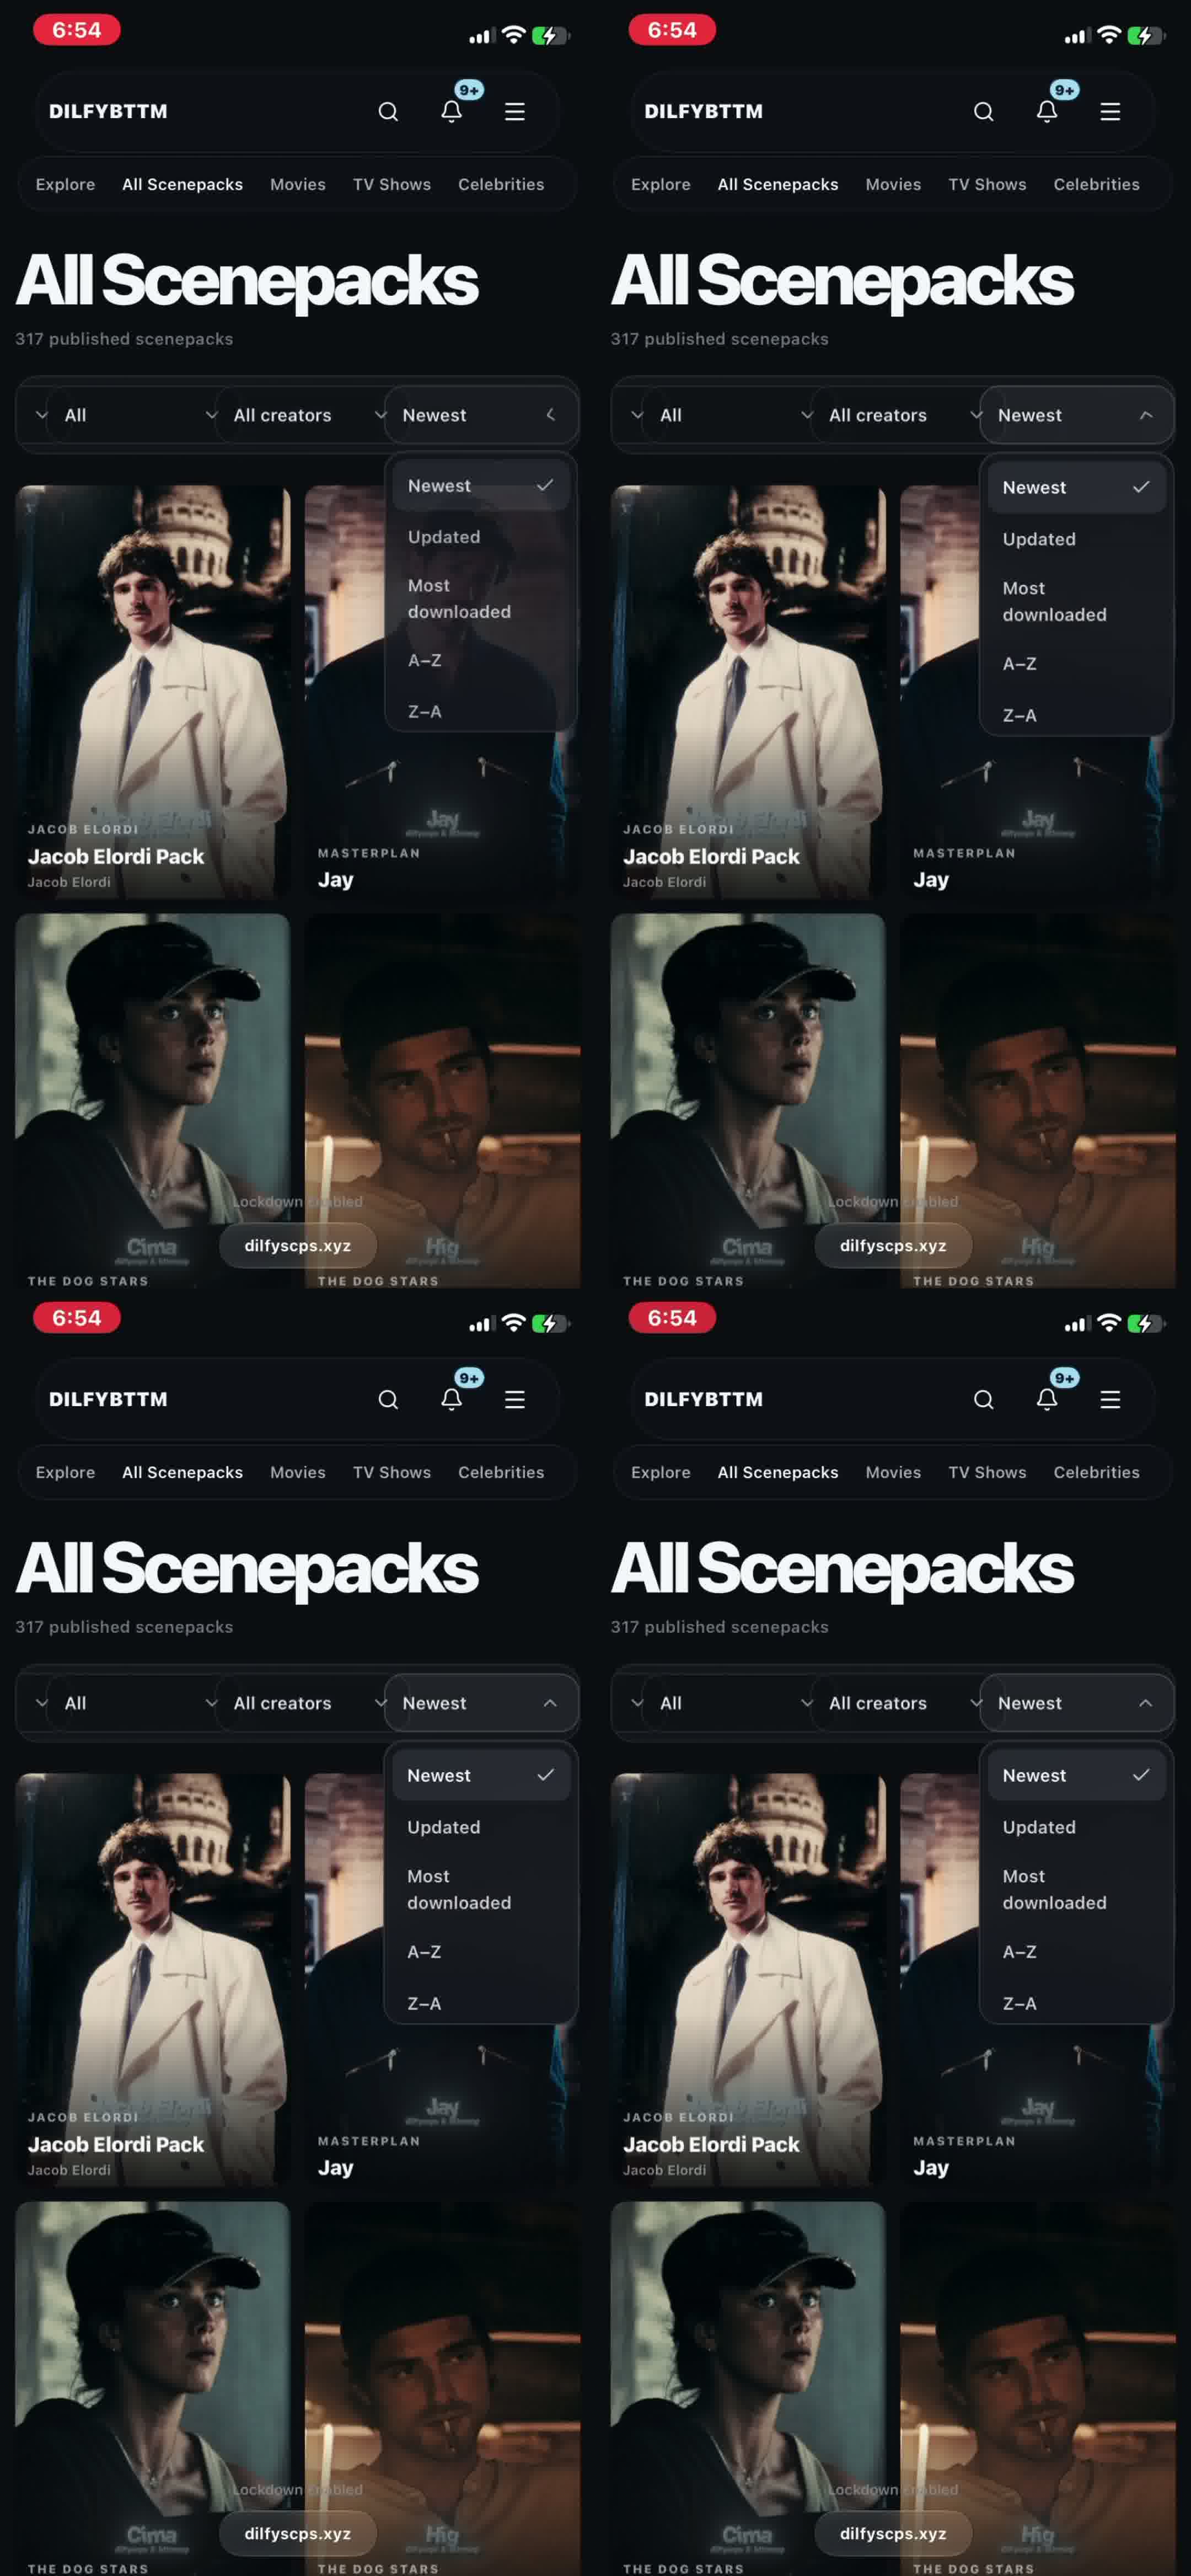 6:54
9+
DILFYBTTM
Explore All Scenepacks Movies TV Shows Celebrities
All Scenepacks
317 published scenepacks
All All creators Newest
Newest
Updated
Most
downloaded
A–Z
Z–A
Jay
JACOB ELORDI
Jacob Elordi Pack
Jacob Elordi
MASTERPLAN
Jay
Lockdown Enabled
Cima
dilfyscps.xyz
Hig
THE DOG STARS
THE DOG STARS
6:54
9+
DILFYBTTM
Explore All Scenepacks Movies TV Shows Celebrities
All Scenepacks
317 published scenepacks
All All creators Newest
Newest
Updated
Most
downloaded
A–Z
Z–A
Jay
JACOB ELORDI
Jacob Elordi Pack
Jacob Elordi
MASTERPLAN
Jay
Lockdown Enabled
Cima
dilfyscps.xyz
Hig
THE DOG STARS
THE DOG STARS
6:54
9+
DILFYBTTM
Explore All Scenepacks Movies TV Shows Celebrities
All Scenepacks
317 published scenepacks
All All creators Newest
Newest
Updated
Most
downloaded
A–Z
Z–A
Jay
JACOB ELORDI
Jacob Elordi Pack
Jacob Elordi
MASTERPLAN
Jay
Lockdown Enabled
Cima
dilfyscps.xyz
Hig
THE DOG STARS
THE DOG STARS
6:54
9+
DILFYBTTM
Explore All Scenepacks Movies TV Shows Celebrities
All Scenepacks
317 published scenepacks
All All creators Newest
Newest
Updated
Most
downloaded
A–Z
Z–A
Jay
JACOB ELORDI
Jacob Elordi Pack
Jacob Elordi
MASTERPLAN
Jay
Lockdown Enabled
Cima
dilfyscps.xyz
Hig
THE DOG STARS
THE DOG STARS